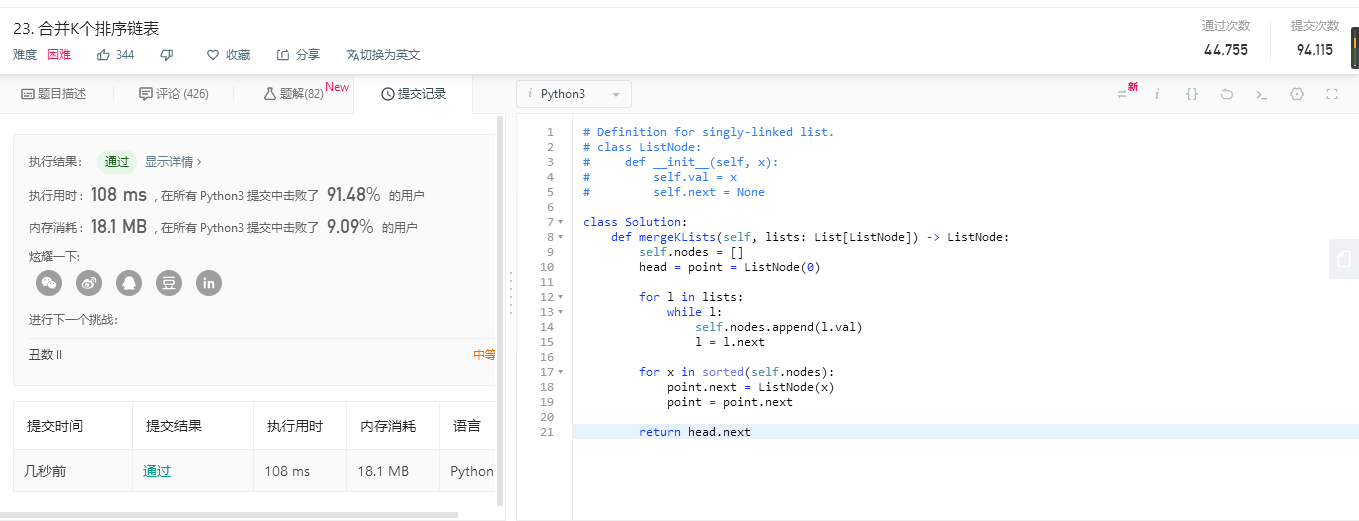 23. 合并K个排序链表
难度 困难 344 收藏 分享 切换为英文
通过次数 提交次数
44,755 94,115
题目描述 评论 (426) 题解(82) New 提交记录
Python3 新
执行结果： 通过 显示详情 ›
执行用时 : 108 ms , 在所有 Python3 提交中击败了 91.48% 的用户
内存消耗 : 18.1 MB , 在所有 Python3 提交中击败了 9.09% 的用户
炫耀一下:
豆 in
进行下一个挑战：
丑数 II 中等
提交时间 提交结果 执行用时 内存消耗 语言
几秒前 通过 108 ms 18.1 MB Python
1 # Definition for singly-linked list.
2 # class ListNode:
3 #     def __init__(self, x):
4 #         self.val = x
5 #         self.next = None
6
7 class Solution:
8     def mergeKLists(self, lists: List[ListNode]) -> ListNode:
9         self.nodes = []
10         head = point = ListNode(0)
11
12         for l in lists:
13             while l:
14                 self.nodes.append(l.val)
15                 l = l.next
16
17         for x in sorted(self.nodes):
18             point.next = ListNode(x)
19             point = point.next
20
21         return head.next